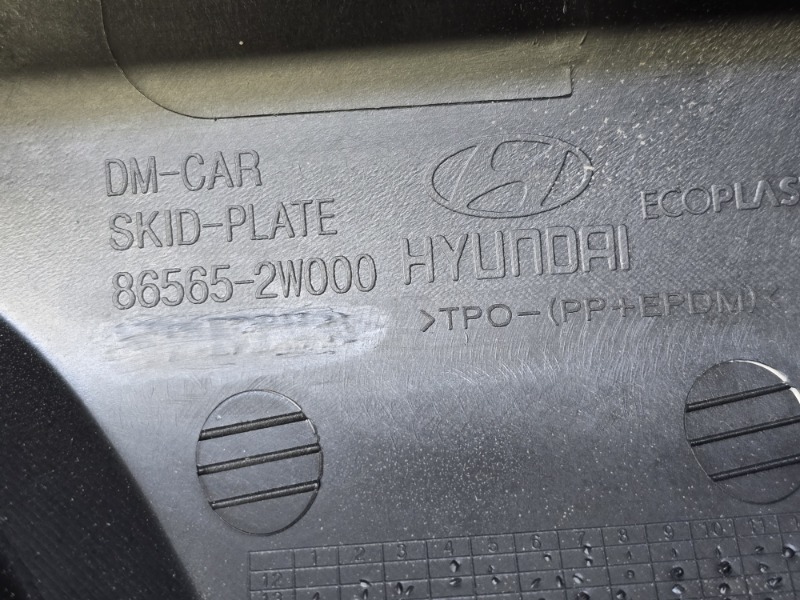 DM-CAR
SKID-PLATE
86565-2W000
HYUNDAI
ECOPLAS
>TPO-(PP+EPDM)<
1 2 3 4 5 6 7 8 9 10 11
12
13